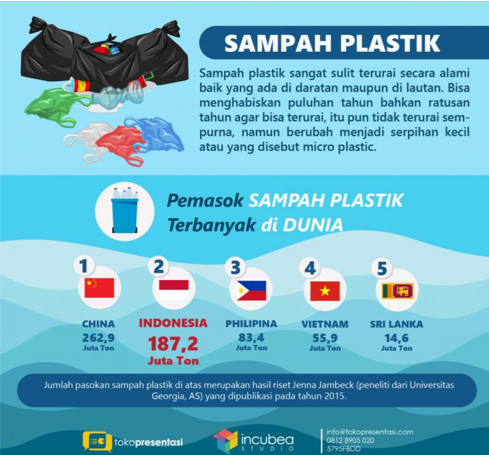 SAMPAH PLASTIK
Sampah plastik sangat sulit terurai secara alami
baik yang ada di daratan maupun di lautan. Bisa
menghabiskan puluhan tahun bahkan ratusan
tahun agar bisa terurai, itu pun tidak terurai sem-
purna, namun berubah menjadi serpihan kecil
atau yang disebut micro plastic.
Pemasok SAMPAH PLASTIK
Terbanyak di DUNIA
1
CHINA
262,9
Juta Ton
2
INDONESIA
187,2
Juta Ton
3
PHILIPINA
83,4
Juta Ton
4
VIETNAM
55,9
Juta Ton
5
SRI LANKA
14,6
Juta Ton
Jumlah pasokan sampah plastik di atas merupakan hasil riset Jenna Jambeck (peneliti dari Universitas
Georgia, AS) yang dipublikasi pada tahun 2015.
tokopresentasi
incubea
STUDIO
info@tokopresentasi.com
0812 8905 020
5795FBDD